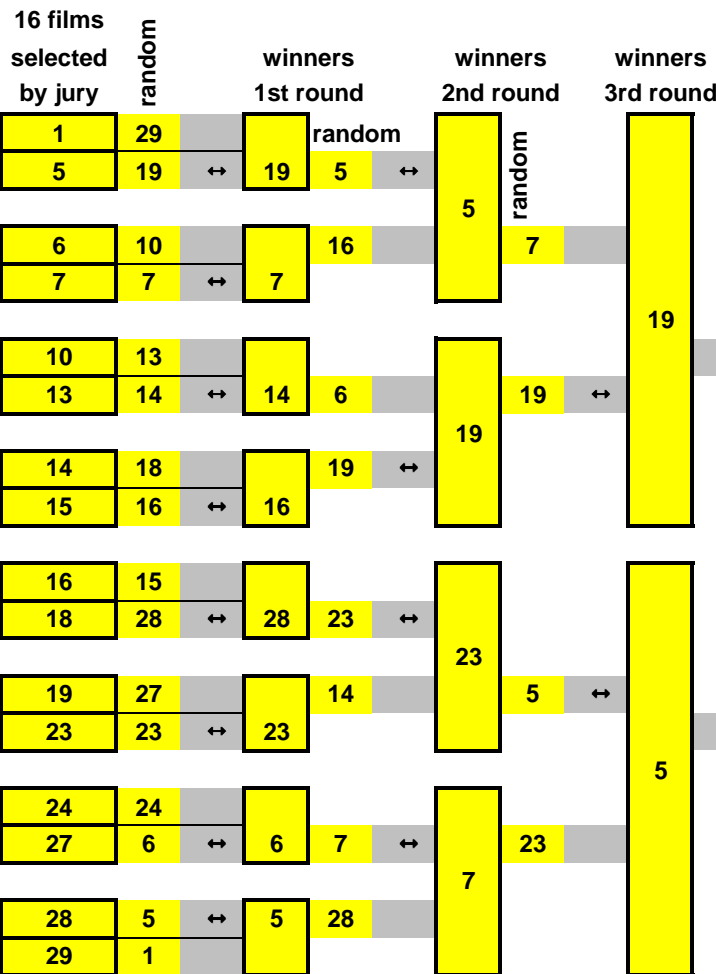 16 films
selected
by jury
random
winners
1st round
winners
2nd round
winners
3rd round
1 29 random
5 19 ↔ 19 5 ↔
5 random
6 10 16 7
7 7 ↔ 7
19
10 13
13 14 ↔ 14 6 19 ↔
19
14 18 19 ↔
15 16 ↔ 16
16 15
18 28 ↔ 28 23 ↔
23
19 27 14 5 ↔
23 23 ↔ 23
5
24 24
27 6 ↔ 6 7 ↔ 23
7
28 5 ↔ 5 28
29 1